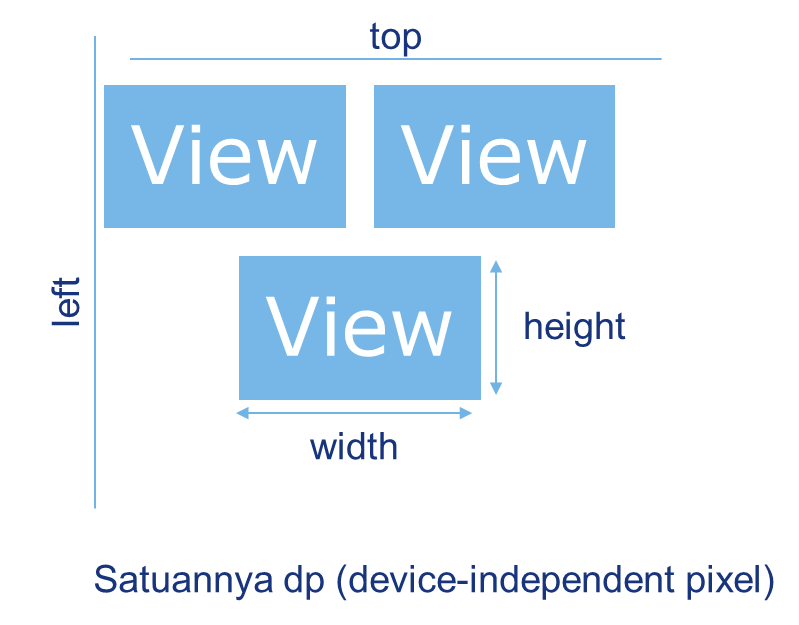 top
View
View
left
View
height
width
Satuannya dp (device-independent pixel)